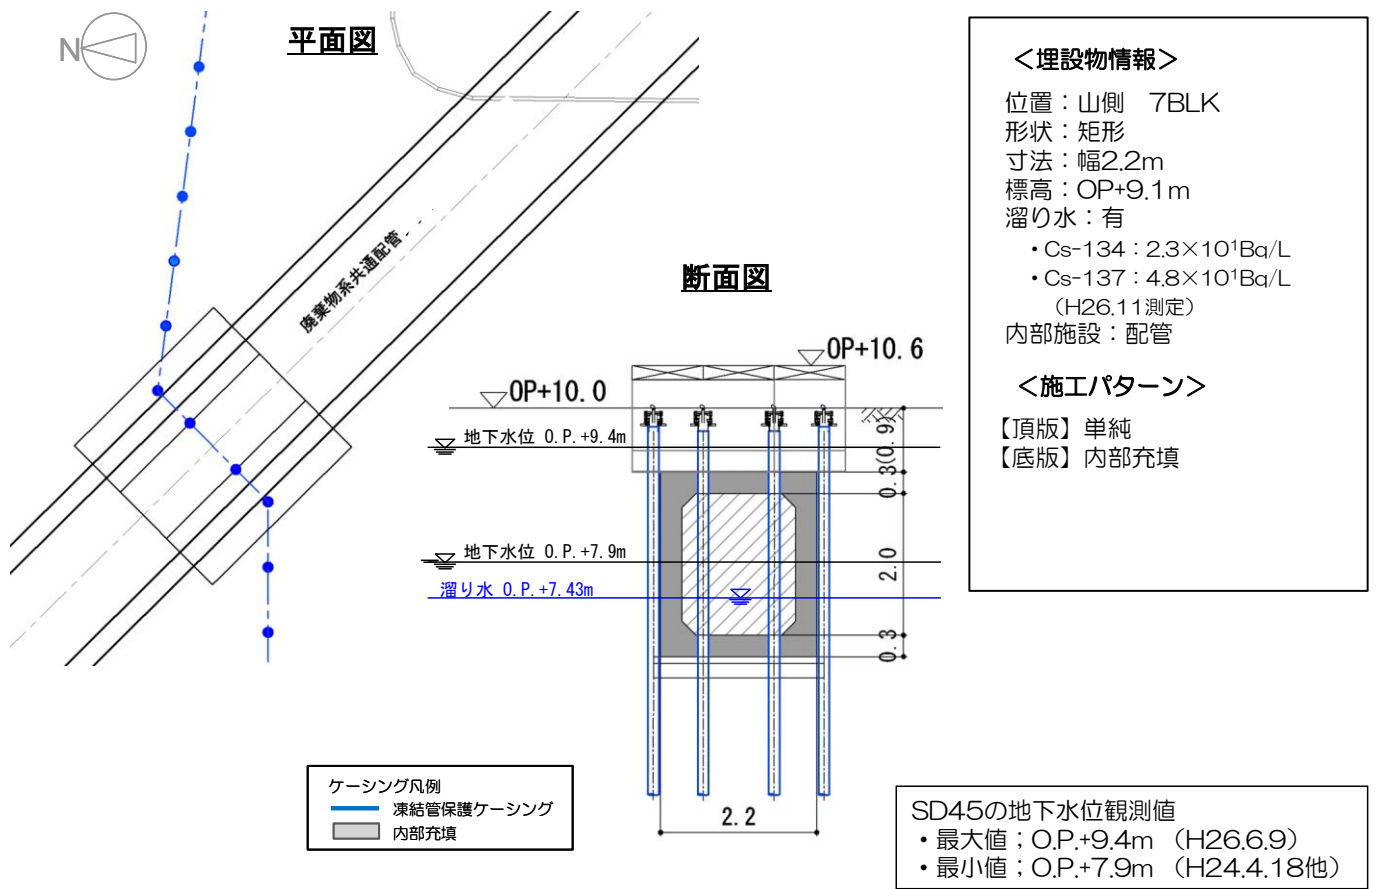 N
平面図
廃棄物系共通配管
断面図
OP+10.6
OP+10.0
地下水位 O.P.+9.4m
地下水位 O.P.+7.9m
溜り水 O.P.+7.43m
0.3(0.9)
2.0
0.3
2.2
ケーシング凡例
凍結管保護ケーシング
内部充填
＜埋設物情報＞
位置：山側　7BLK
形状：矩形
寸法：幅2.2m
標高：OP+9.1m
溜り水：有
・Cs-134：2.3×10¹Bq/L
・Cs-137：4.8×10¹Bq/L
（H26.11測定）
内部施設：配管
＜施工パターン＞
【頂版】単純
【底版】内部充填
SD45の地下水位観測値
・最大値；O.P.+9.4m （H26.6.9）
・最小値；O.P.+7.9m （H24.4.18他）